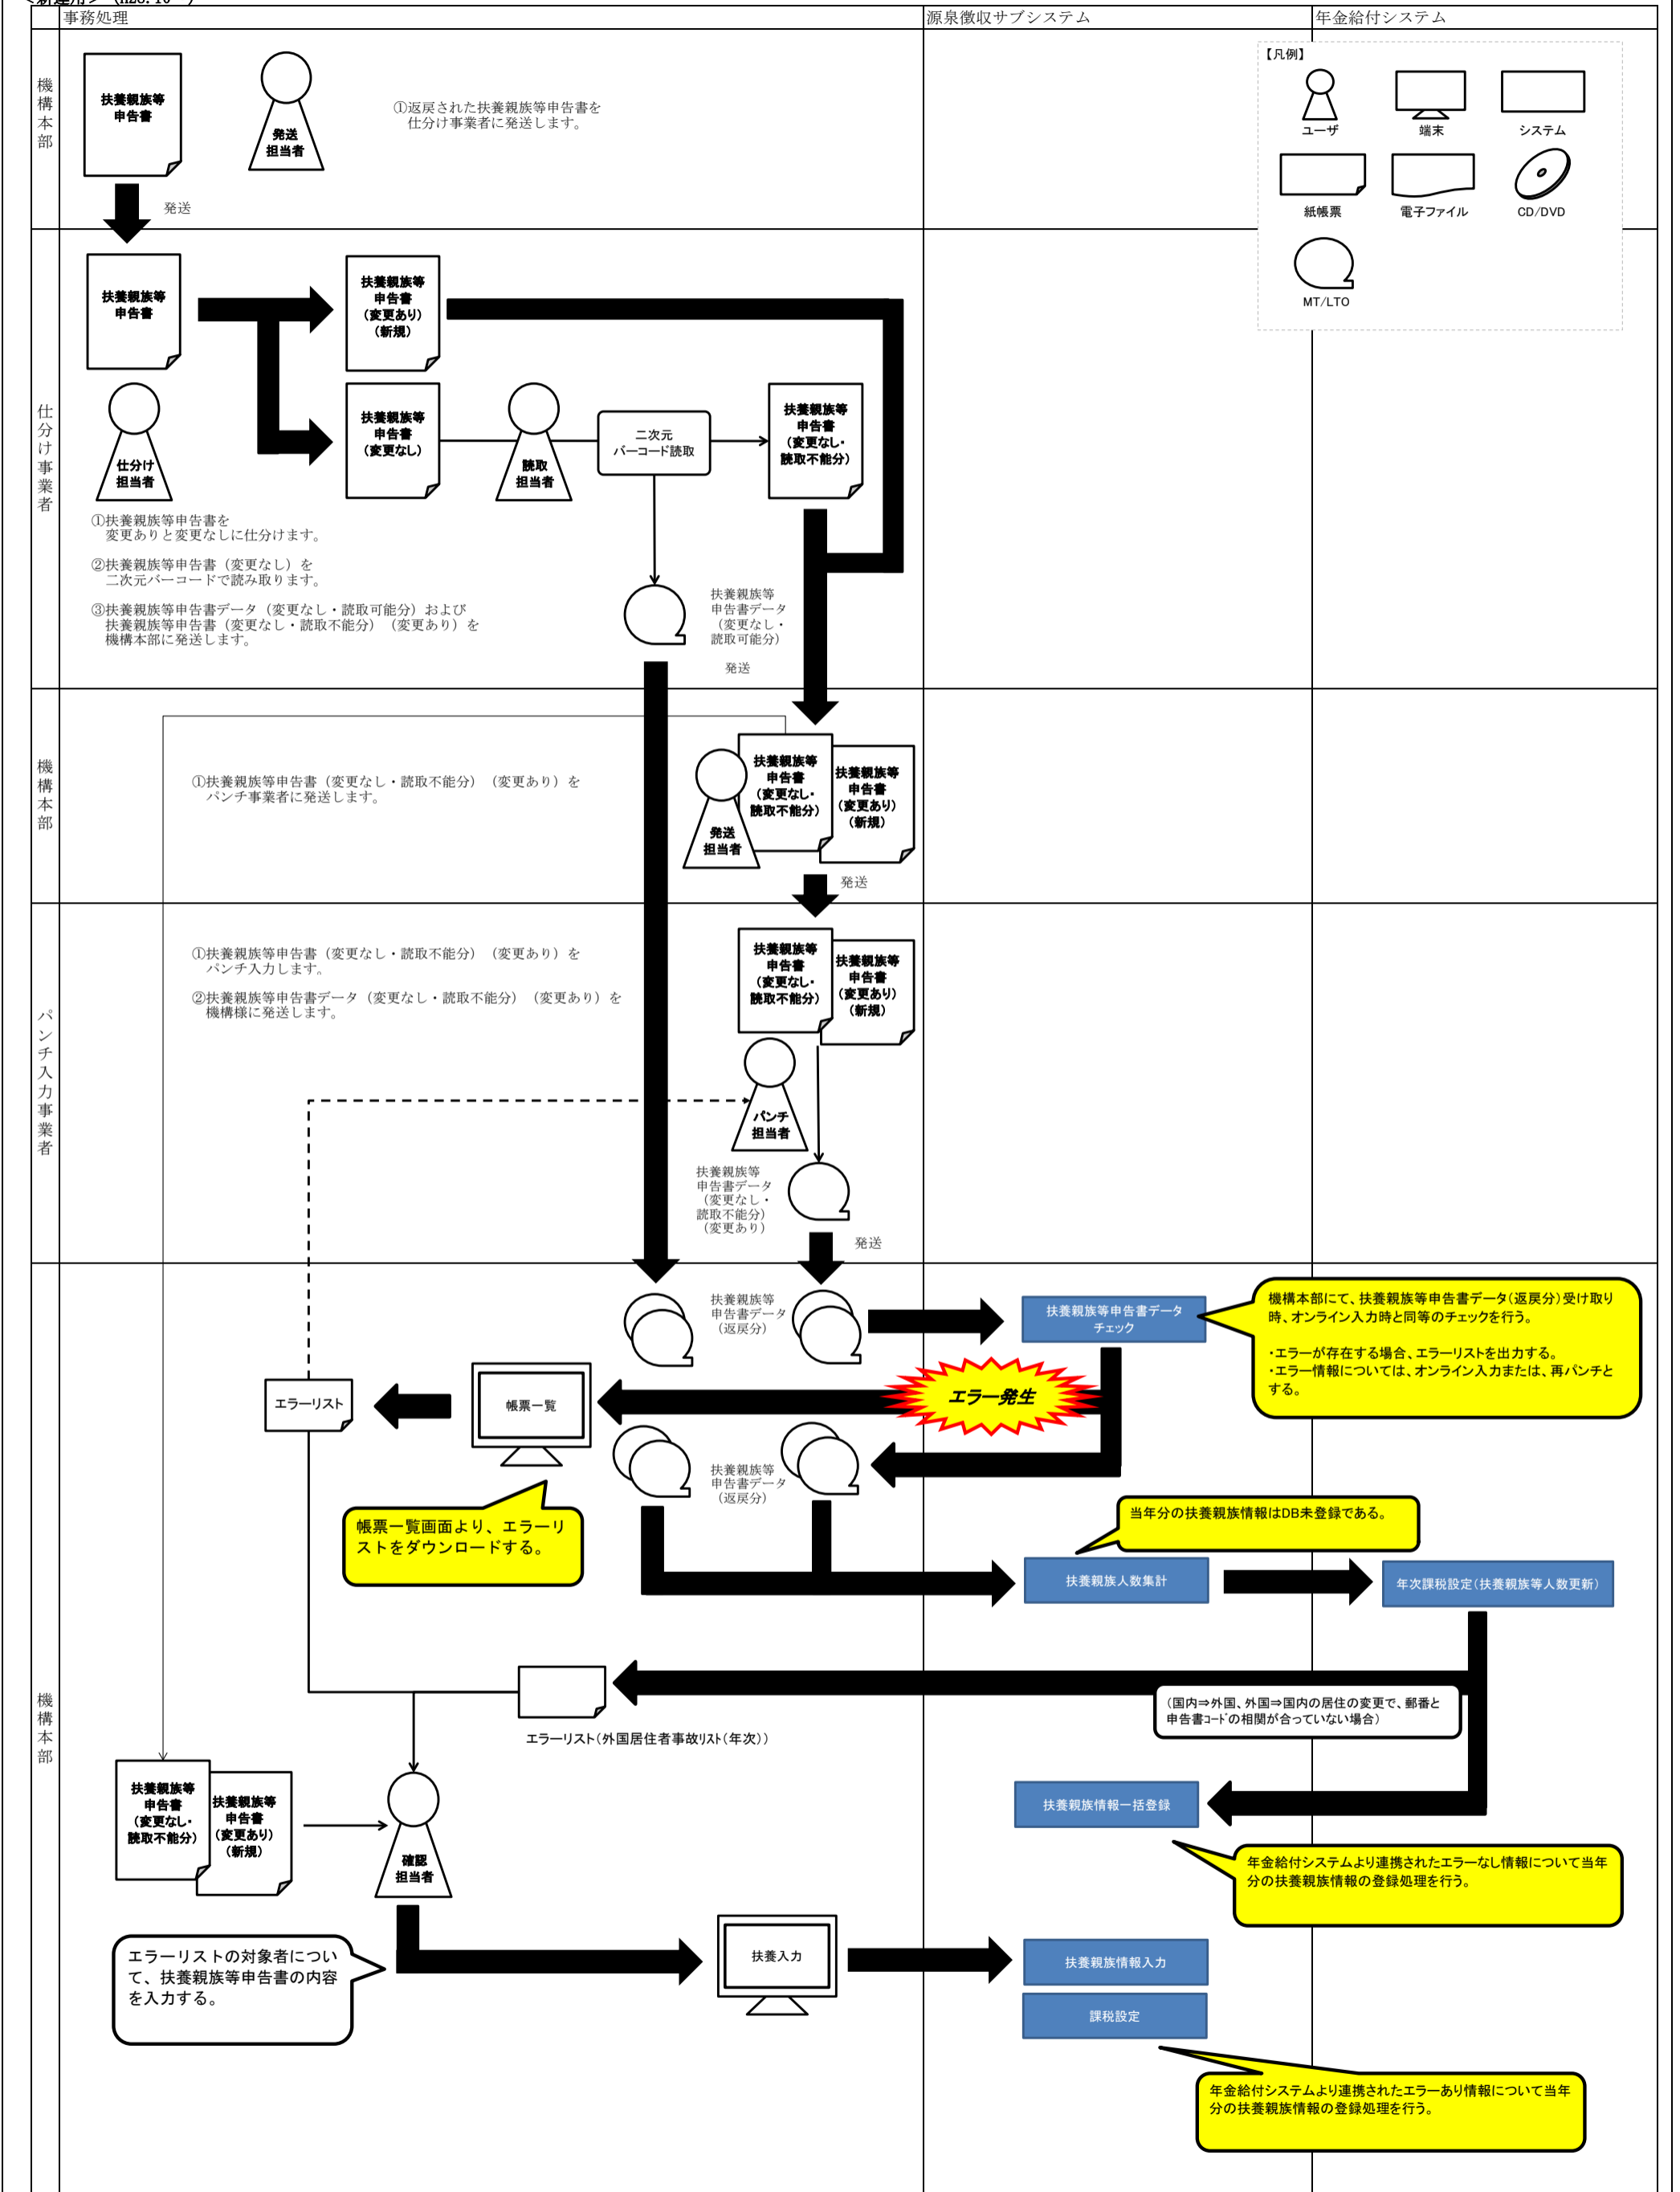 事務処理
源泉徴収サブシステム
年金給付システム
機構本部
扶養親族等
申告書
発送
担当者
①返戻された扶養親族等申告書を
仕分け事業者に発送します。
発送
【凡例】
ユーザ
端末
システム
紙帳票
電子ファイル
CD/DVD
MT/LTO
仕分け事業者
扶養親族等
申告書
扶養親族等
申告書
（変更あり）
（新規）
仕分け
担当者
扶養親族等
申告書
（変更なし）
読取
担当者
二次元
バーコード読取
扶養親族等
申告書
（変更なし・
読取不能分）
①扶養親族等申告書を
変更ありと変更なしに仕分けます。
②扶養親族等申告書（変更なし）を
二次元バーコードで読み取ります。
③扶養親族等申告書データ（変更なし・読取可能分）および
扶養親族等申告書（変更なし・読取不能分）（変更あり）を
機構本部に発送します。
扶養親族等
申告書データ
（変更なし・
読取可能分）
発送
機構本部
①扶養親族等申告書（変更なし・読取不能分）（変更あり）を
パンチ事業者に発送します。
発送
担当者
扶養親族等
申告書
（変更なし・
読取不能分）
扶養親族等
申告書
（変更あり）
（新規）
発送
パンチ入力事業者
①扶養親族等申告書（変更なし・読取不能分）（変更あり）を
パンチ入力します。
②扶養親族等申告書データ（変更なし・読取不能分）（変更あり）を
機構様に発送します。
扶養親族等
申告書
（変更なし・
読取不能分）
扶養親族等
申告書
（変更あり）
（新規）
パンチ
担当者
扶養親族等
申告書データ
（変更なし・
読取不能分）
（変更あり）
発送
機構本部
扶養親族等
申告書データ
（返戻分）
扶養親族等申告書データ
チェック
機構本部にて、扶養親族等申告書データ（返戻分）受け取り
時、オンライン入力時と同等のチェックを行う。
・エラーが存在する場合、エラーリストを出力する。
・エラー情報については、オンライン入力または、再パンチと
する。
エラー発生
帳票一覧
エラーリスト
扶養親族等
申告書データ
（返戻分）
帳票一覧画面より、エラーリ
ストをダウンロードする。
当年分の扶養親族情報はDB未登録である。
扶養親族人数集計
年次課税設定（扶養親族等人数更新）
（国内⇒外国、外国⇒国内の居住の変更で、郵番と
申告書ｺｰﾄﾞの相関が合っていない場合）
エラーリスト（外国居住者事故リスト（年次））
扶養親族等
申告書
（変更なし・
読取不能分）
扶養親族等
申告書
（変更あり）
（新規）
確認
担当者
扶養親族情報一括登録
年金給付システムより連携されたエラーなし情報について当年
分の扶養親族情報の登録処理を行う。
エラーリストの対象者につい
て、扶養親族等申告書の内容
を入力する。
扶養入力
扶養親族情報入力
課税設定
年金給付システムより連携されたエラーあり情報について当年
分の扶養親族情報の登録処理を行う。